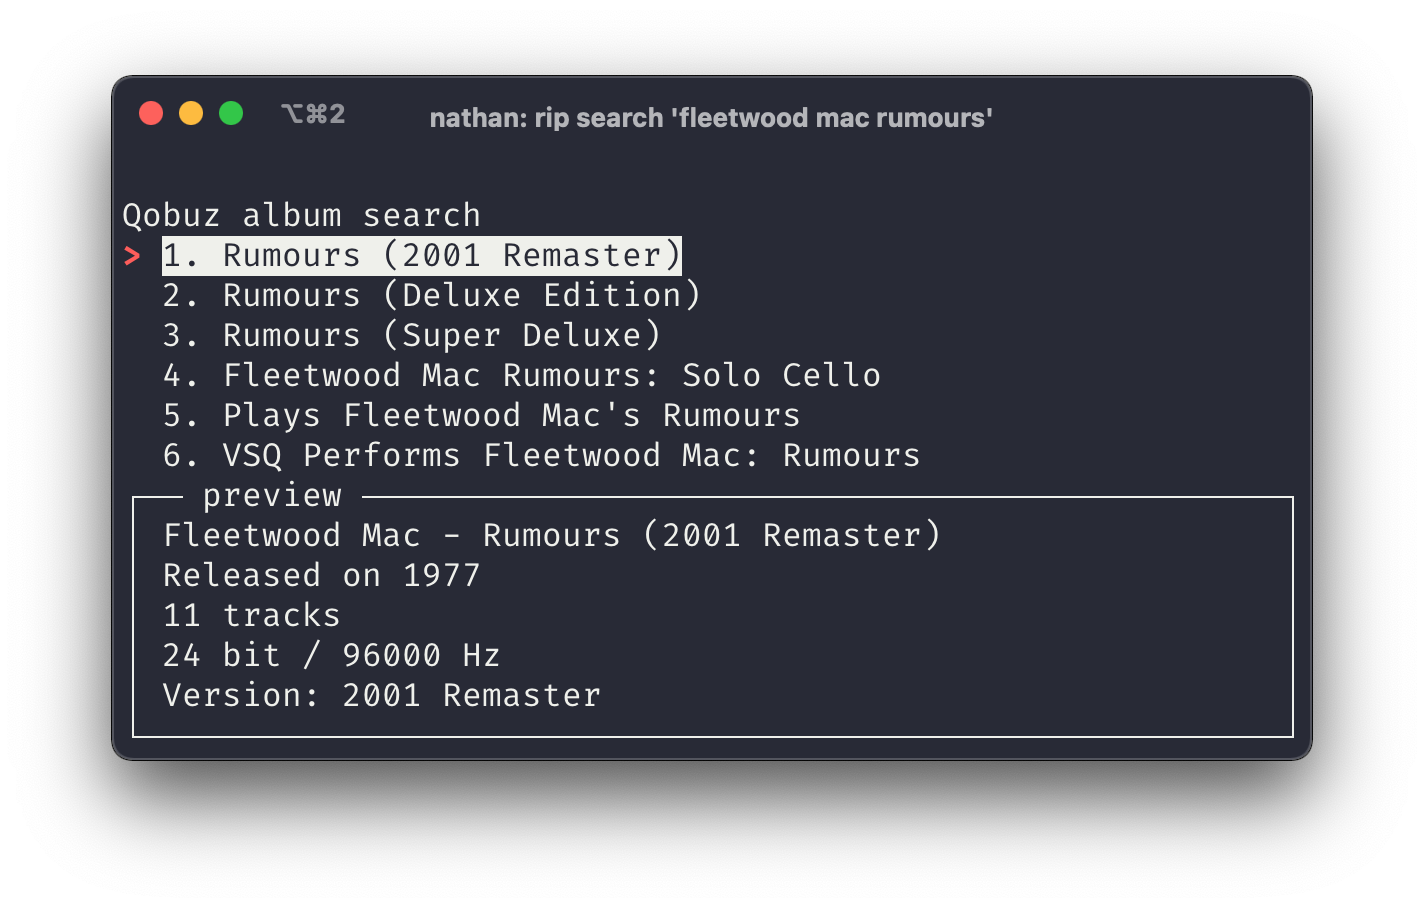 ⌥⌘2 nathan: rip search 'fleetwood mac rumours'
Qobuz album search
> 1. Rumours (2001 Remaster)
2. Rumours (Deluxe Edition)
3. Rumours (Super Deluxe)
4. Fleetwood Mac Rumours: Solo Cello
5. Plays Fleetwood Mac's Rumours
6. VSQ Performs Fleetwood Mac: Rumours
preview
Fleetwood Mac - Rumours (2001 Remaster)
Released on 1977
11 tracks
24 bit / 96000 Hz
Version: 2001 Remaster